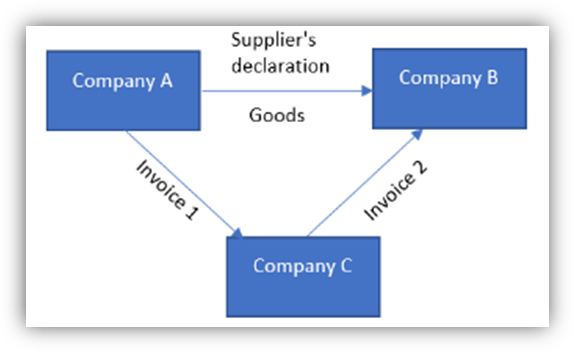 Supplier's
declaration
Company A
Company B
Goods
Invoice 1
Invoice 2
Company C